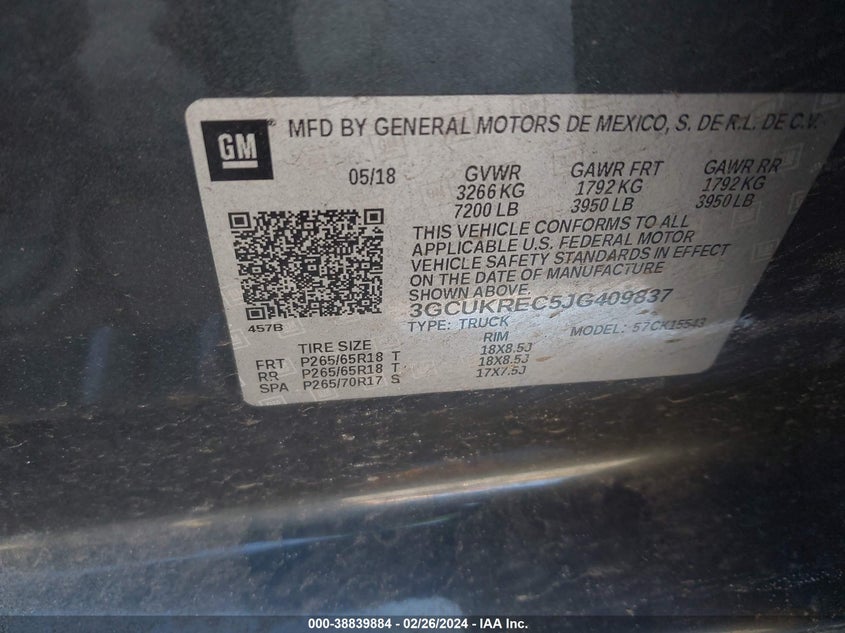 GM ® MFD BY GENERAL MOTORS DE MEXICO, S. DE R.L. DE C.V.
05/18 GVWR GAWR FRT GAWR RR
3266 KG 1792 KG 1792 KG
7200 LB 3950 LB 3950 LB
THIS VEHICLE CONFORMS TO ALL
APPLICABLE U.S. FEDERAL MOTOR
VEHICLE SAFETY STANDARDS IN EFFECT
ON THE DATE OF MANUFACTURE
SHOWN ABOVE.
3GCUKREC5JG409837
457B
TYPE: TRUCK MODEL: 57CK15543
TIRE SIZE RIM
FRT P265/65R18 T 18X8.5J
RR P265/65R18 T 18X8.5J
SPA P265/70R17 S 17X7.5J
000-38839884 — 02/26/2024 — IAA Inc.